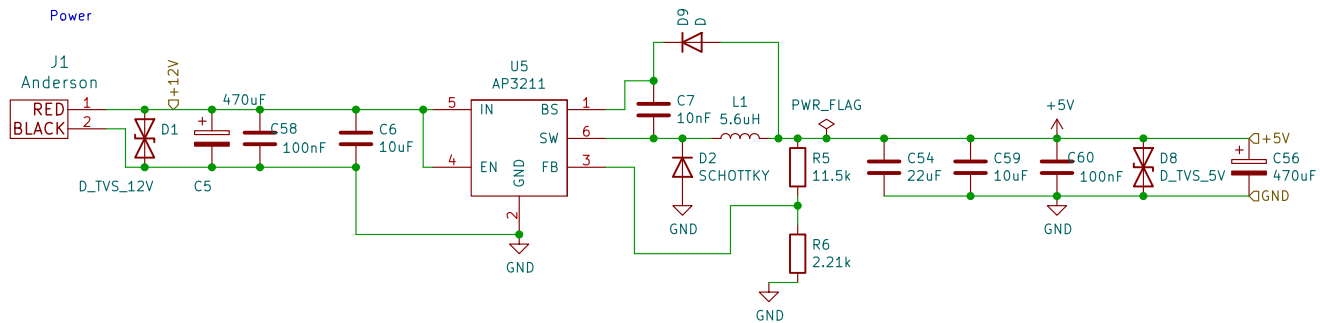 Power
J1
Anderson
RED
BLACK
1
2
+12V
D1
D_TVS_12V
470uF
C5
C58
100nF
C6
10uF
U5
AP3211
5
IN
4
EN
GND
2
BS
1
SW
6
FB
3
GND
D9
D
C7
10nF
L1
5.6uH
D2
SCHOTTKY
GND
PWR_FLAG
R5
11.5k
R6
2.21k
GND
C54
22uF
C59
10uF
+5V
C60
100nF
GND
D8
D_TVS_5V
C56
470uF
+5V
GND